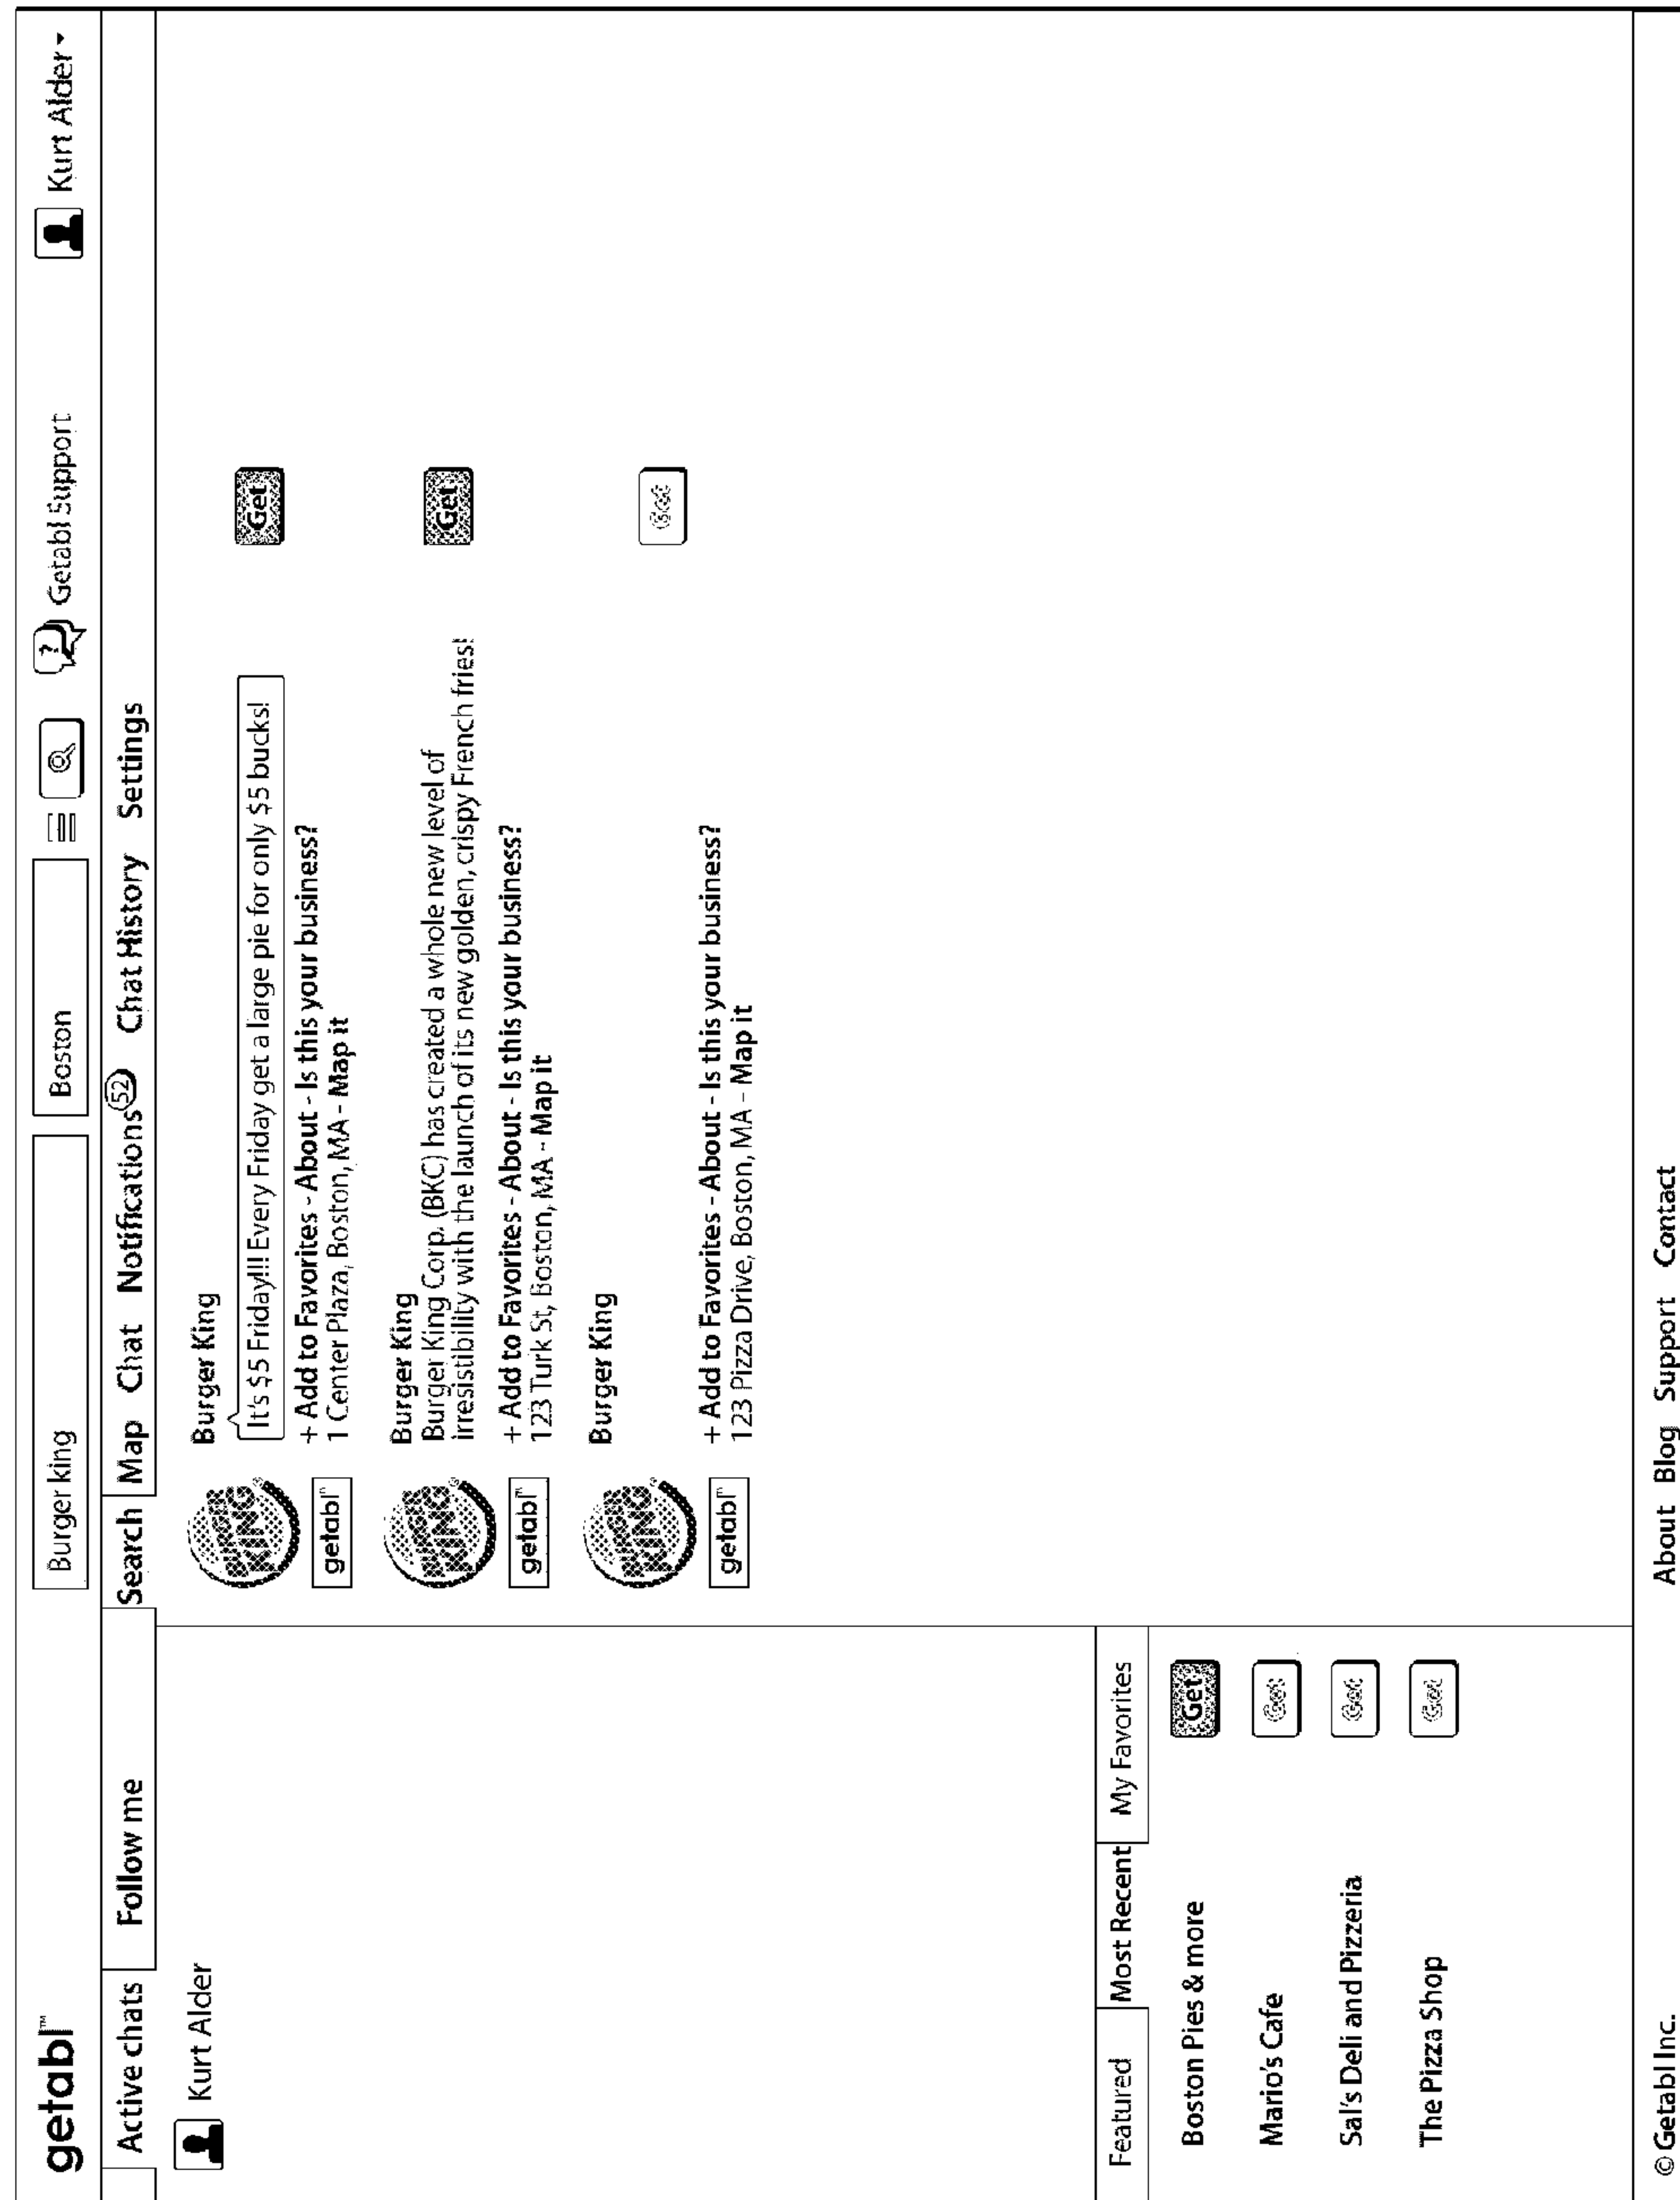 getabl™
Burger king
Boston
Getabl Support
Kurt Alder
Active chats
Follow me
Search
Map
Chat
Notifications 52
Chat History
Settings
Kurt Alder
BURGER
KING®
getabl™
Burger King
It's $5 Friday!!! Every Friday get a large pie for only $5 bucks!
Get
+ Add to Favorites - About - Is this your business?
1 Center Plaza, Boston, MA - Map it
BURGER
KING®
getabl™
Burger King
Burger King Corp. (BKC) has created a whole new level of
irresistibility with the launch of its new golden, crispy French fries!
Get
+ Add to Favorites - About - Is this your business?
123 Turk St, Boston, MA - Map it
BURGER
KING®
getabl™
Burger King
Get
+ Add to Favorites - About - Is this your business?
123 Pizza Drive, Boston, MA - Map it
Featured
Most Recent
My Favorites
Boston Pies & more
Get
Mario's Cafe
Get
Sal's Deli and Pizzeria
Get
The Pizza Shop
Get
© Getabl Inc.
About Blog Support Contact